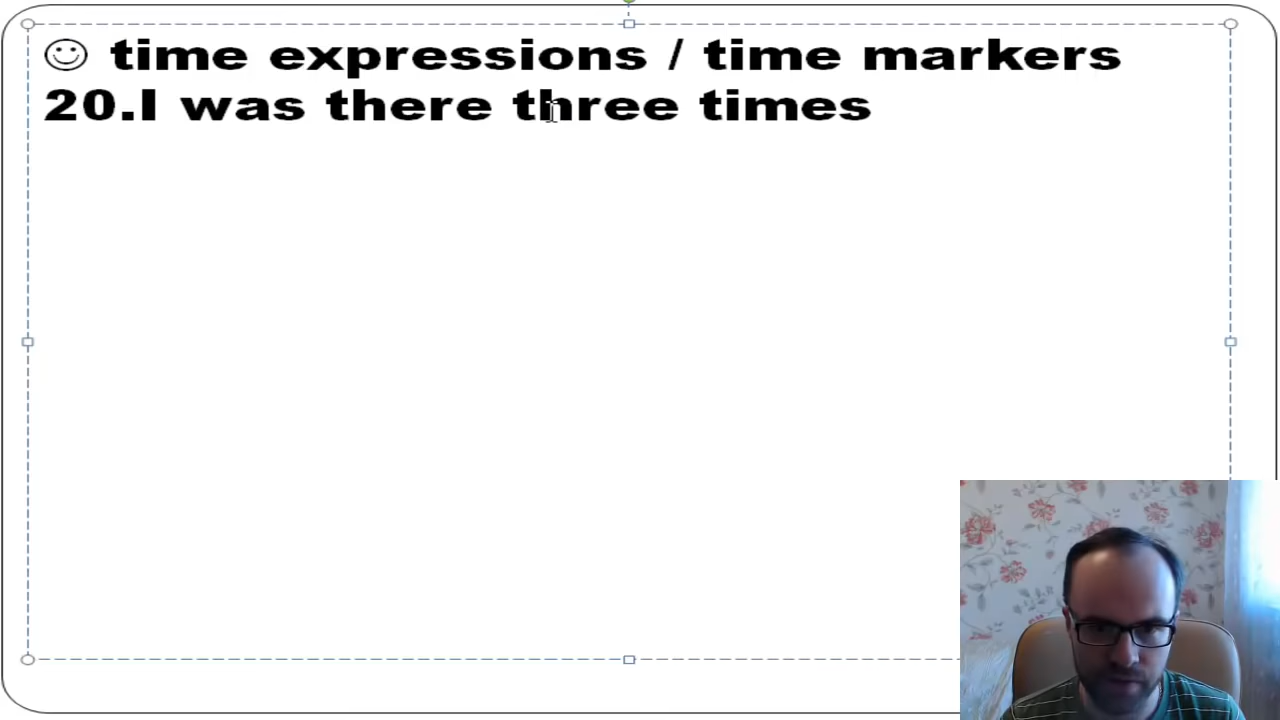 ☺ time expressions / time markers
20.I was there three times